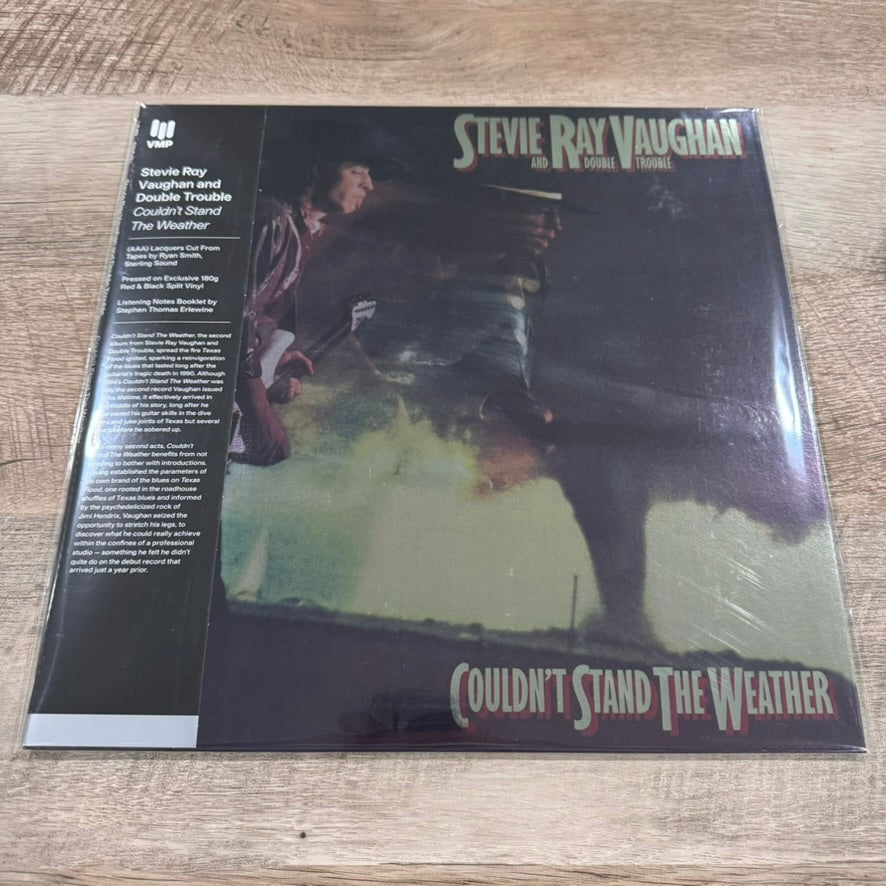 VMP
Stevie Ray
Vaughan and
Double Trouble
Couldn't Stand
The Weather
(AAA) Lacquers Cut From
Tapes by Ryan Smith,
Sterling Sound
Pressed on Exclusive 180g
Red & Black Split Vinyl
Listening Notes Booklet by
Stephen Thomas Erlewine
Couldn't Stand The Weather, the second
album from Stevie Ray Vaughan and
Double Trouble, spread the fire Texas
Flood ignited, sparking a reinvigoration
of the blues that lasted long after the
guitarist's tragic death in 1990. Although
Couldn't Stand The Weather was
the second record Vaughan issued
lifetime, it effectively arrived in
middle of his story, long after he
his guitar skills in the dive
and juke joints of Texas but several
before he sobered up.
many second acts, Couldn't
The Weather benefits from not
to bother with introductions.
established the parameters of
own brand of the blues on Texas
Flood, one rooted in the roadhouse
shuffles of Texas blues and informed
by the psychedelicized rock of
Jimi Hendrix, Vaughan seized the
opportunity to stretch his legs, to
discover what he could really achieve
within the confines of a professional
studio — something he felt he didn't
quite do on the debut record that
arrived just a year prior.
STEVIE RAY VAUGHAN
AND DOUBLE TROUBLE
COULDN'T STAND THE WEATHER